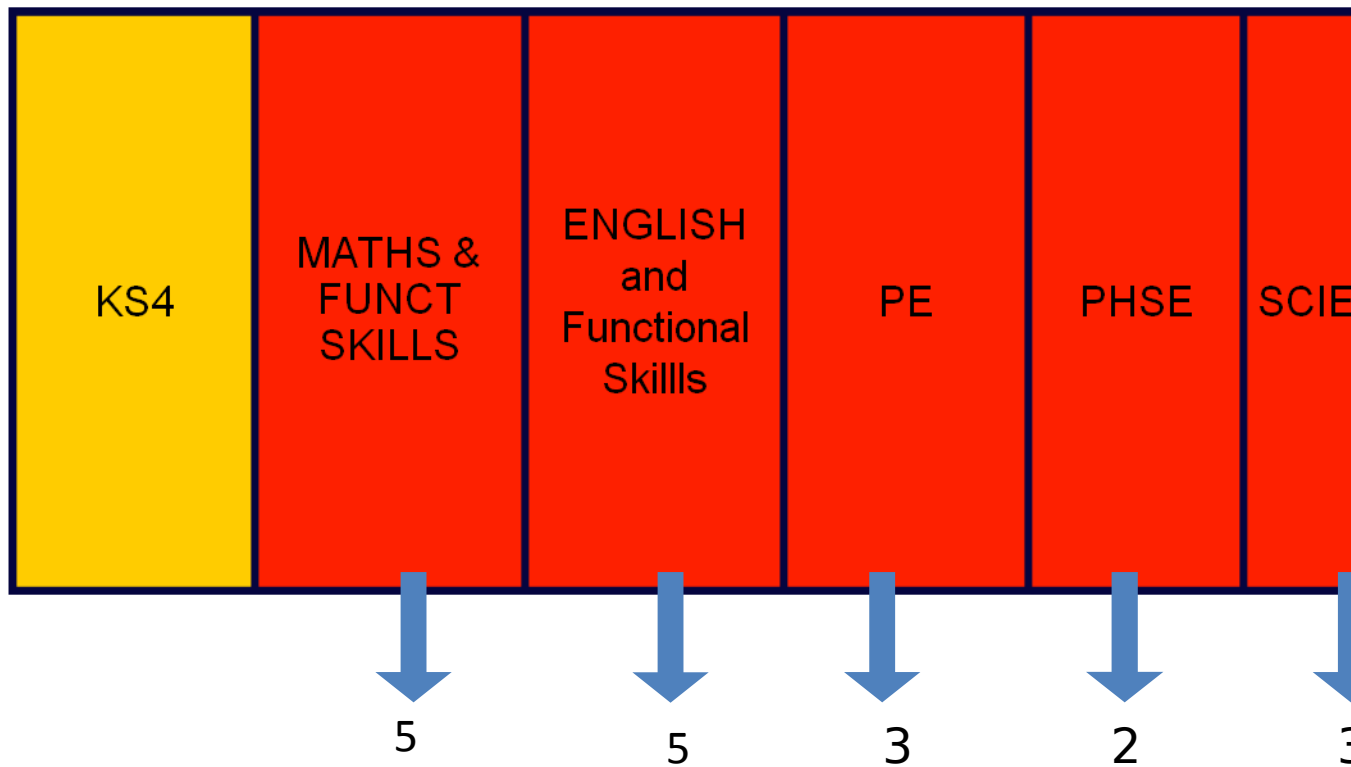 KS4
MATHS &
FUNCT
SKILLS
ENGLISH
and
Functional
Skillls
PE
PHSE
5
5
3
2